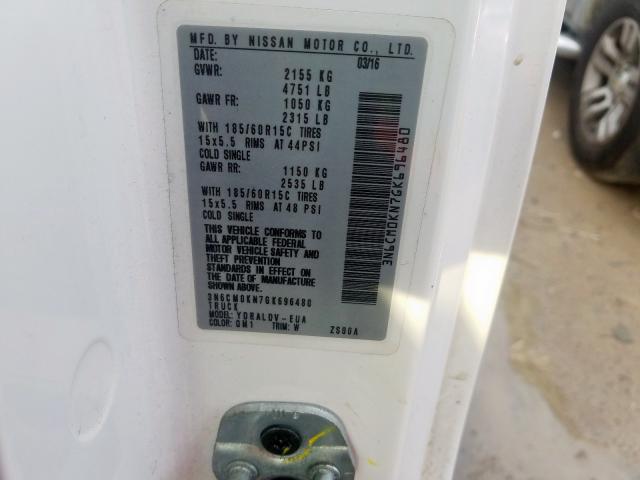 MFD. BY NISSAN MOTOR CO., LTD.
DATE: 03/16
GVWR: 2155 KG
4751 LB
GAWR FR: 1050 KG
2315 LB
WITH 185/60R15C TIRES
15x5.5 RIMS AT 44PSI
COLD SINGLE
GAWR RR: 1150 KG
2535 LB
WITH 185/60R15C TIRES
15x5.5 RIMS AT 48 PSI
COLD SINGLE
THIS VEHICLE CONFORMS TO
ALL APPLICABLE FEDERAL
MOTOR VEHICLE SAFETY AND
THEFT PREVENTION
STANDARDS IN EFFECT ON
THE DATE OF MANUFACTURE
SHOWN ABOVE.
3N6CM0KN7GK696480
TRUCK
MODEL: YDRALDV-EUA
COLOR: QM1 TRIM: W ZS00A
3N6CM0KN7GK696480